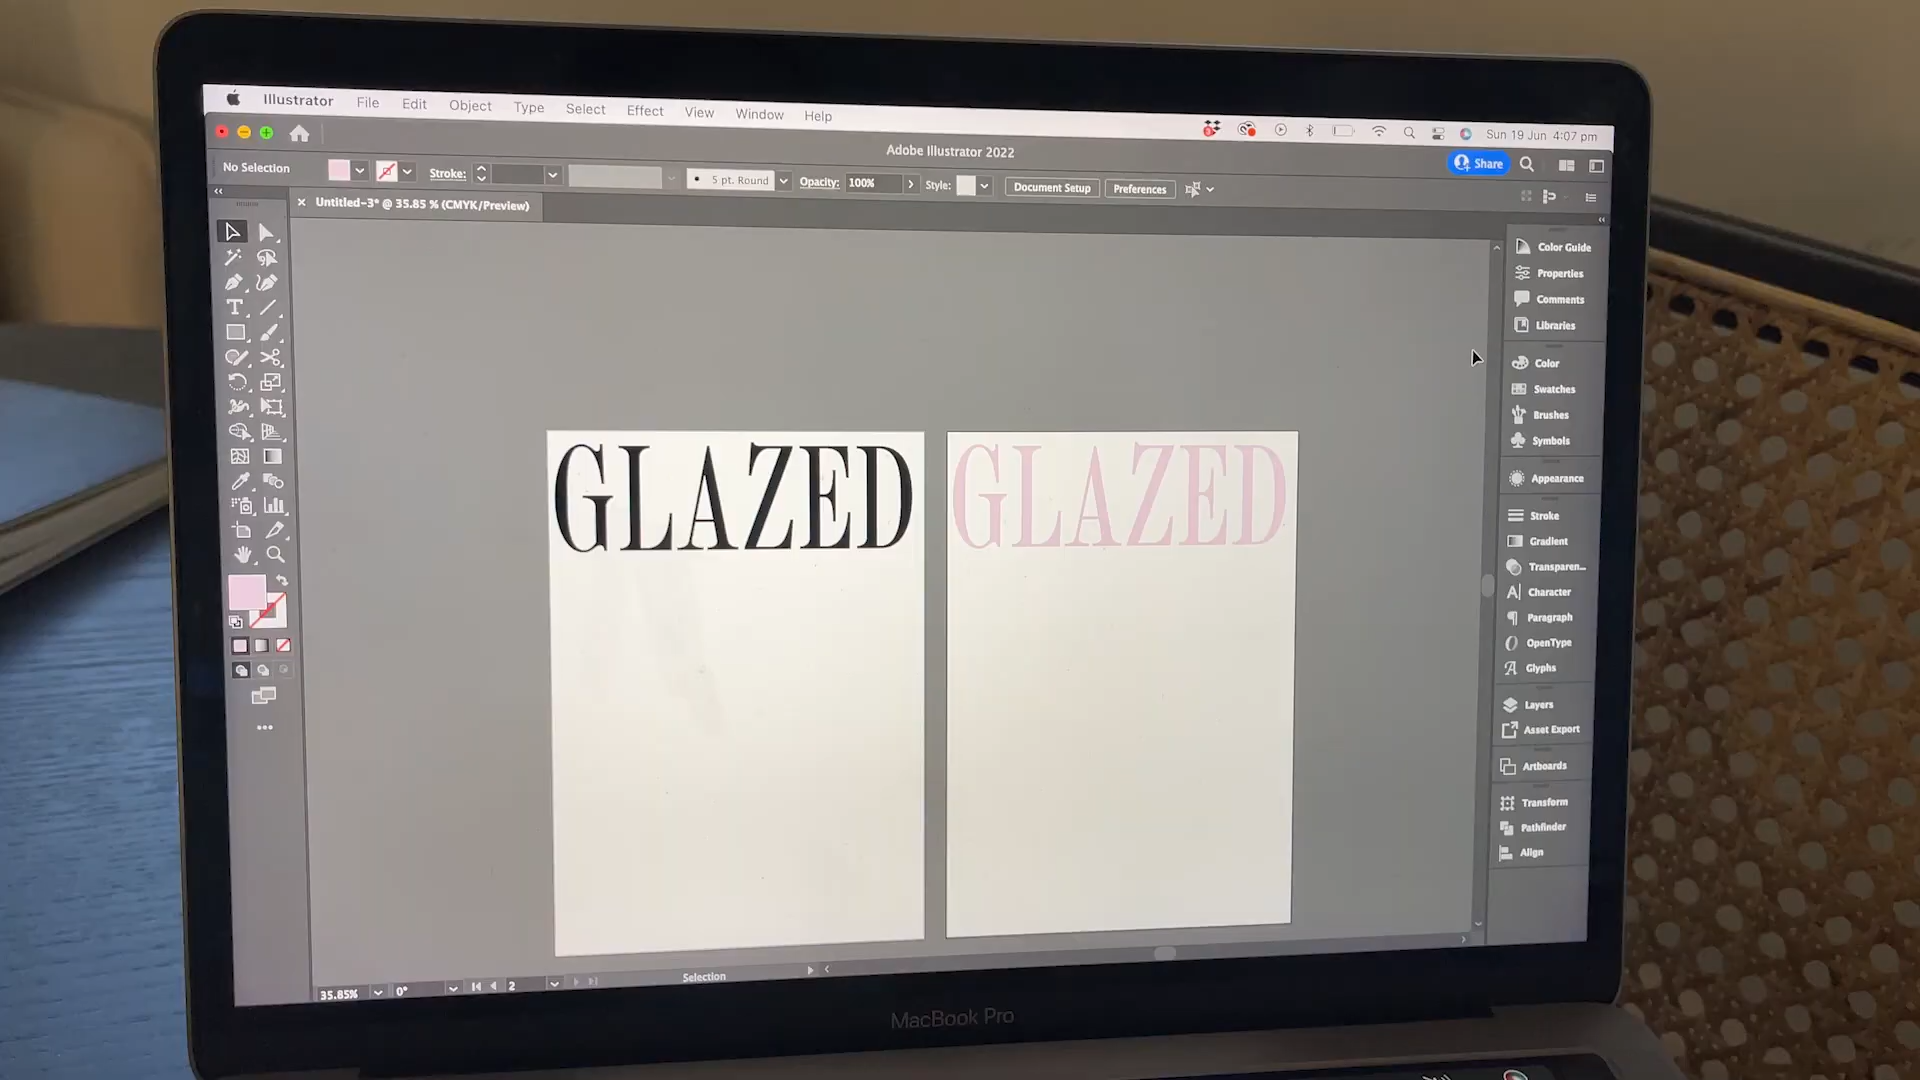 Illustrator File Edit Object Type Select Effect View Window Help
Sun 19 Jun 4:07 pm
Adobe Illustrator 2022
Share
No Selection
Stroke:
5 pt. Round
Opacity: 100%
Style:
Document Setup
Preferences
Untitled-3* @ 35.85 % (CMYK/Preview)
Color Guide
Properties
Comments
Libraries
Color
Swatches
Brushes
Symbols
Appearance
Stroke
Gradient
Transparen...
Character
Paragraph
OpenType
Glyphs
Layers
Asset Export
Artboards
Transform
Pathfinder
Align
GLAZED
GLAZED
35.85%
0°
2
Selection
MacBook Pro